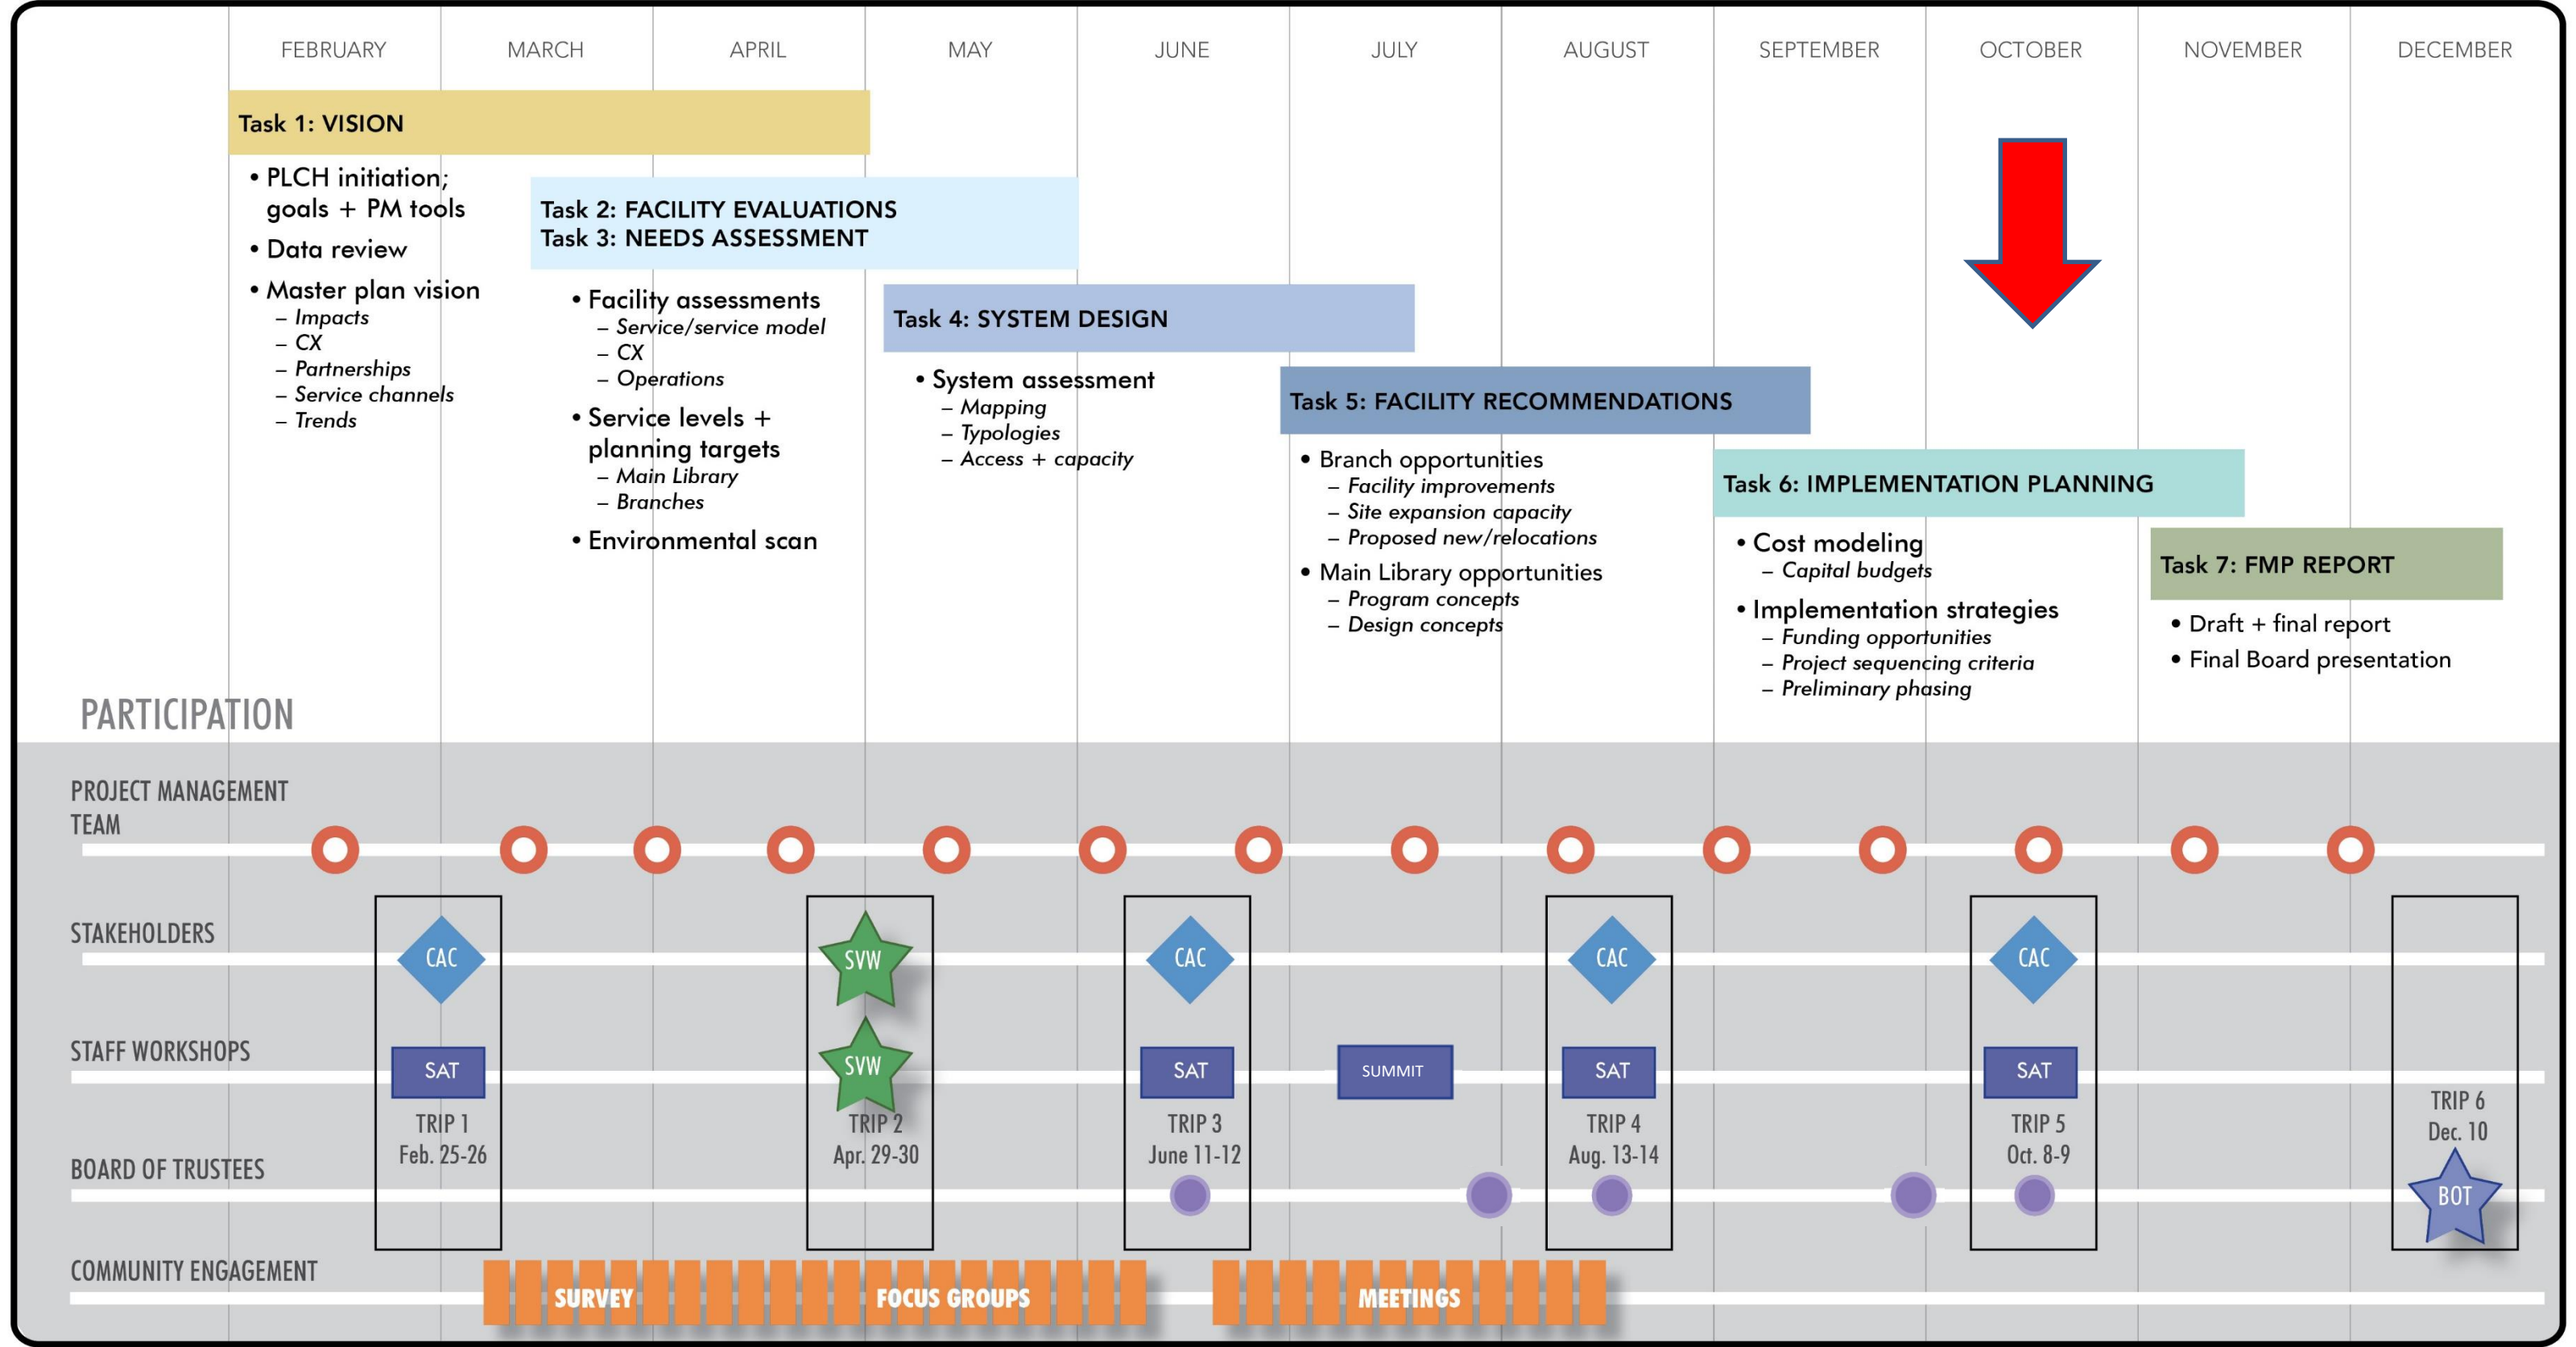 FEBRUARY
MARCH
APRIL
MAY
JUNE
JULY
AUGUST
SEPTEMBER
OCTOBER
NOVEMBER
DECEMBER
Task 1: VISION
• PLCH initiation;
goals + PM tools
• Data review
• Master plan vision
– Impacts
– CX
– Partnerships
– Service channels
– Trends
Task 2: FACILITY EVALUATIONS
Task 3: NEEDS ASSESSMENT
• Facility assessments
– Service/service model
– CX
– Operations
• Service levels +
planning targets
– Main Library
– Branches
• Environmental scan
Task 4: SYSTEM DESIGN
• System assessment
– Mapping
– Typologies
– Access + capacity
Task 5: FACILITY RECOMMENDATIONS
• Branch opportunities
– Facility improvements
– Site expansion capacity
– Proposed new/relocations
• Main Library opportunities
– Program concepts
– Design concepts
Task 6: IMPLEMENTATION PLANNING
• Cost modeling
– Capital budgets
• Implementation strategies
– Funding opportunities
– Project sequencing criteria
– Preliminary phasing
Task 7: FMP REPORT
• Draft + final report
• Final Board presentation
PARTICIPATION
PROJECT MANAGEMENT
TEAM
STAKEHOLDERS
CAC
SVW
CAC
CAC
CAC
STAFF WORKSHOPS
SAT
SVW
SAT
SUMMIT
SAT
SAT
TRIP 1
Feb. 25-26
TRIP 2
Apr. 29-30
TRIP 3
June 11-12
TRIP 4
Aug. 13-14
TRIP 5
Oct. 8-9
TRIP 6
Dec. 10
BOARD OF TRUSTEES
BOT
COMMUNITY ENGAGEMENT
SURVEY
FOCUS GROUPS
MEETINGS